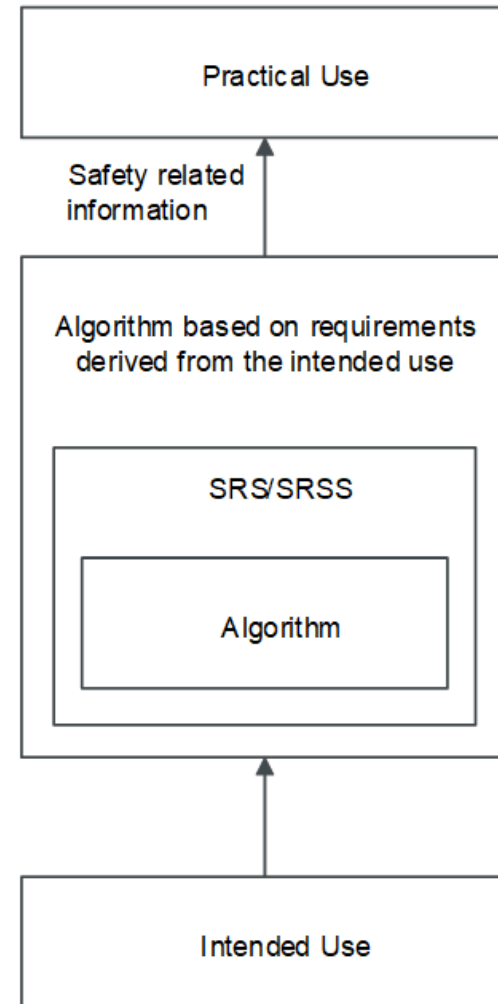 Practical Use
Safety related
information
Algorithm based on requirements
derived from the intended use
SRS/SRSS
Algorithm
Intended Use